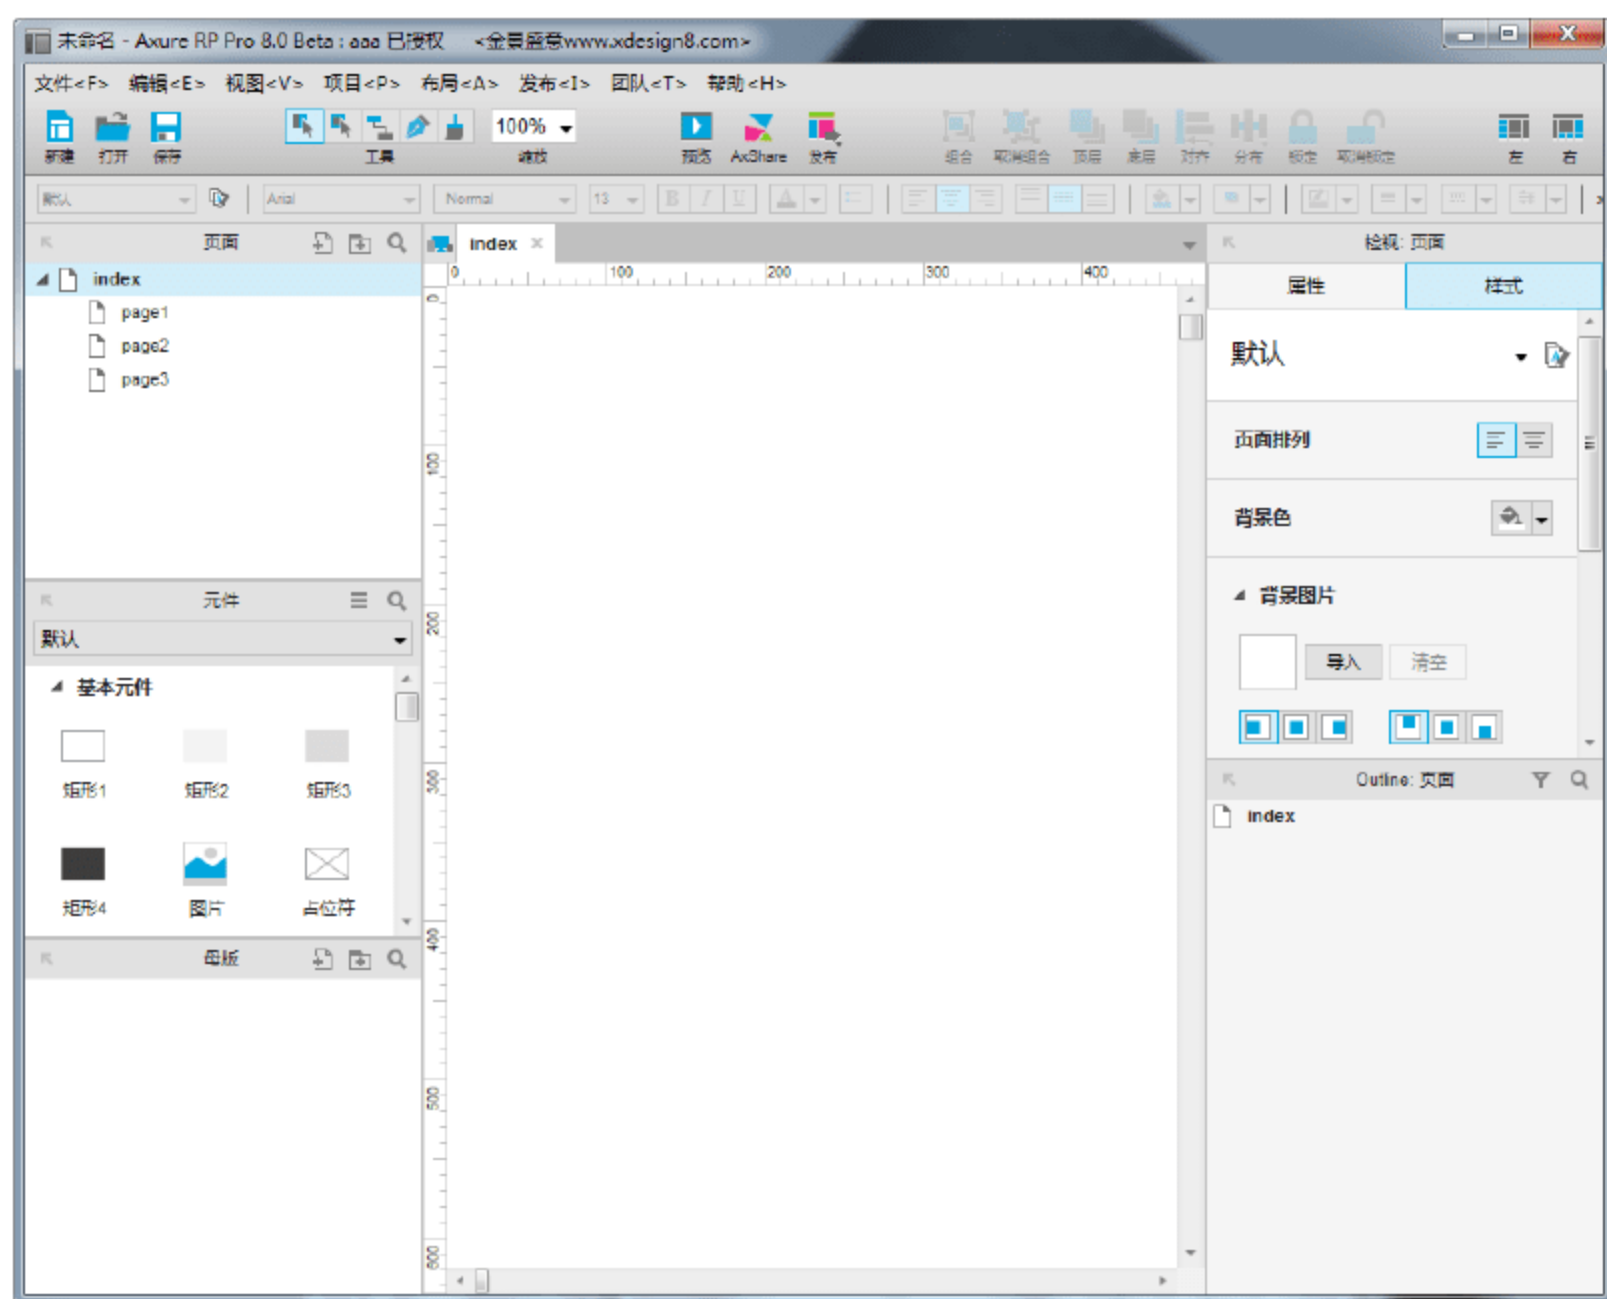 未命名 - Axure RP Pro 8.0 Beta : aaa 已授权 <金景盛意www.xdesign8.com>
文件<F> 编辑<E> 视图<V> 项目<P> 布局<A> 发布<I> 团队<T> 帮助<H>
100%
新建 打开 保存 工具 缩放 预览 AxShare 发布 组合 取消组合 顶层 底层 对齐 分布 锁定 取消锁定 左 右
默认 Arial Normal 13 B I U A
页面
index
page1
page2
page3
元件
默认
基本元件
矩形1 矩形2 矩形3
矩形4 图片 占位符
母版
index
0 100 200 300 400
0
100
200
300
400
500
600
检视: 页面
属性 样式
默认
页面排列
背景色
背景图片
导入 清空
Outline: 页面
index